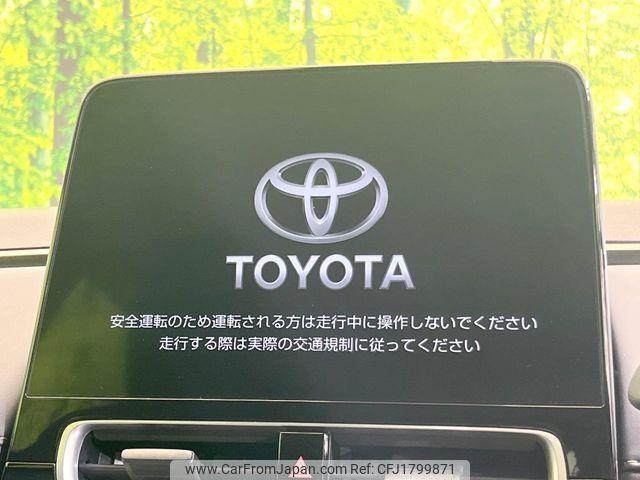 TOYOTA
安全運転のため運転される方は走行中に操作しないでください
走行する際は実際の交通規制に従ってください
www.CarFromJapan.com-CFJ1799871